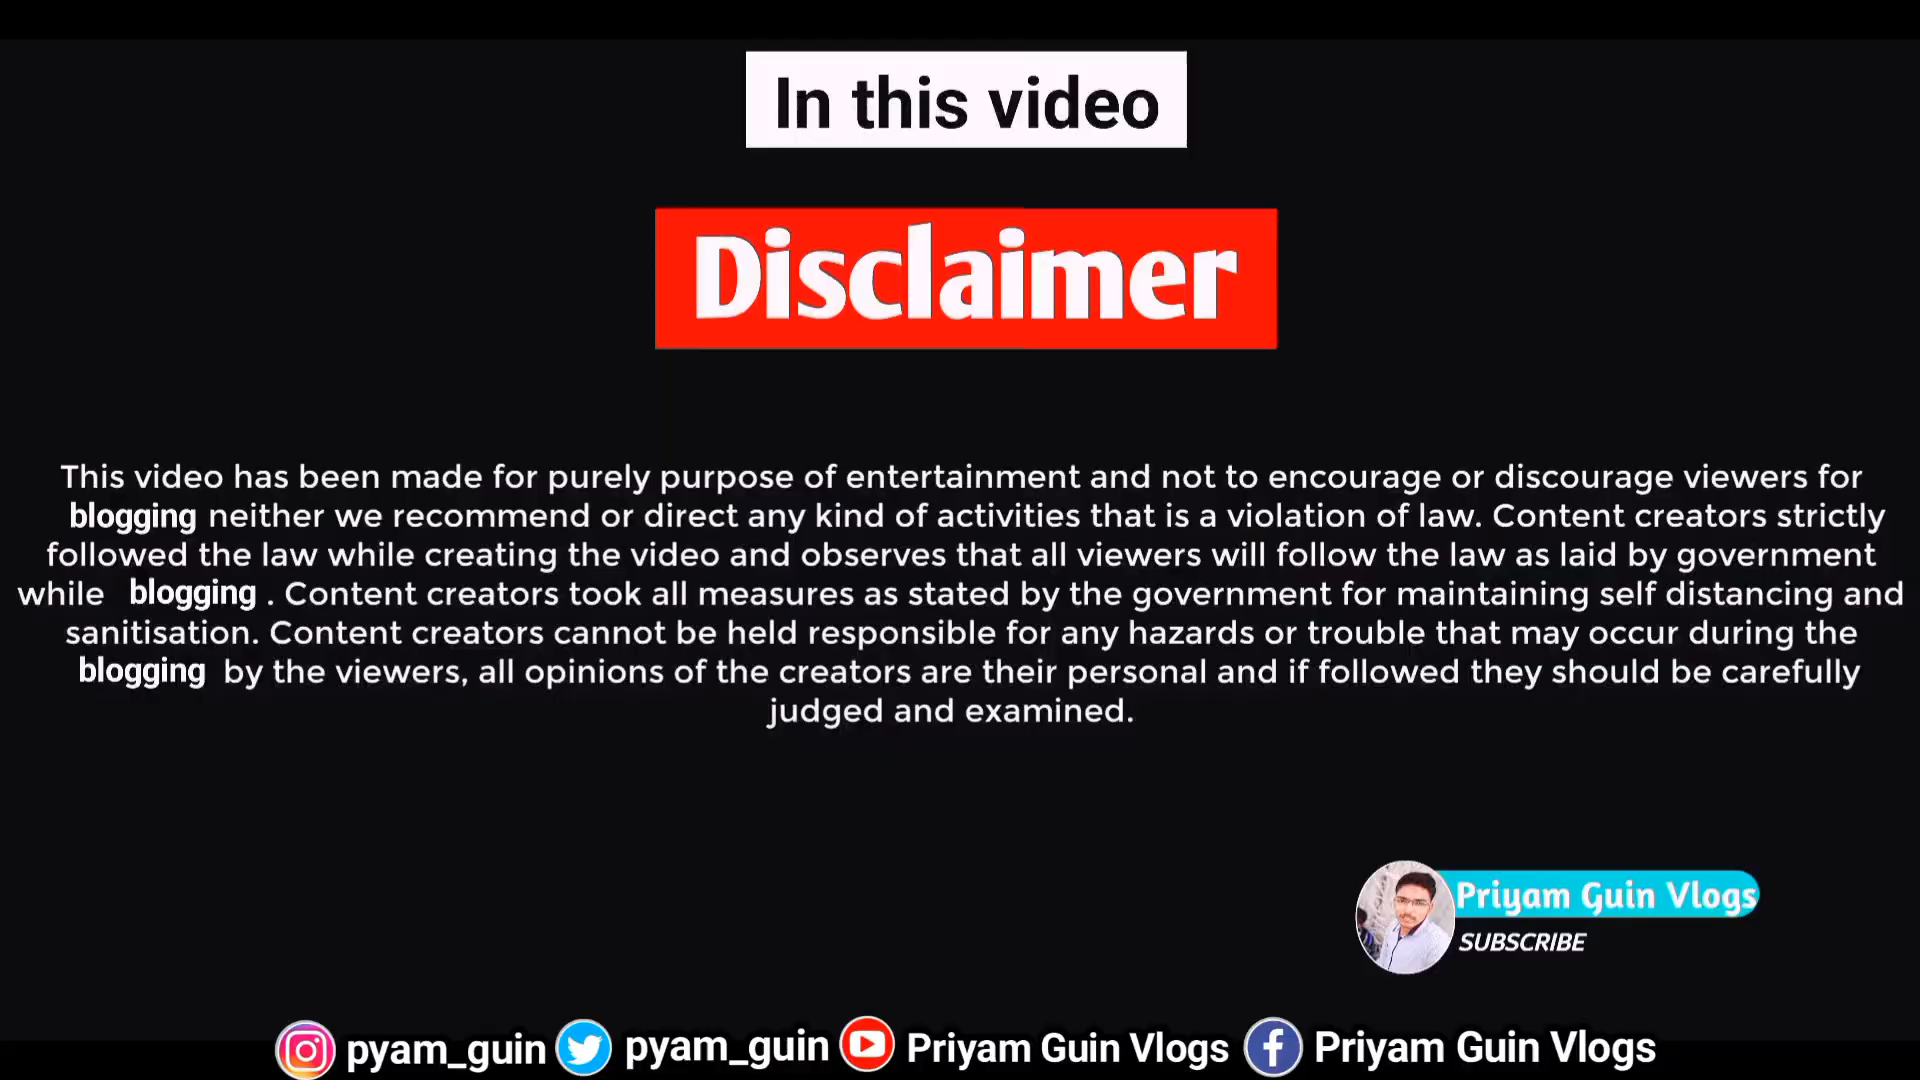 In this video
Disclaimer
This video has been made for purely purpose of entertainment and not to encourage or discourage viewers for
blogging neither we recommend or direct any kind of activities that is a violation of law. Content creators strictly
followed the law while creating the video and observes that all viewers will follow the law as laid by government
while blogging . Content creators took all measures as stated by the government for maintaining self distancing and
sanitisation. Content creators cannot be held responsible for any hazards or trouble that may occur during the
blogging by the viewers, all opinions of the creators are their personal and if followed they should be carefully
judged and examined.
Priyam Guin Vlogs
SUBSCRIBE
pyam_guin pyam_guin Priyam Guin Vlogs Priyam Guin Vlogs